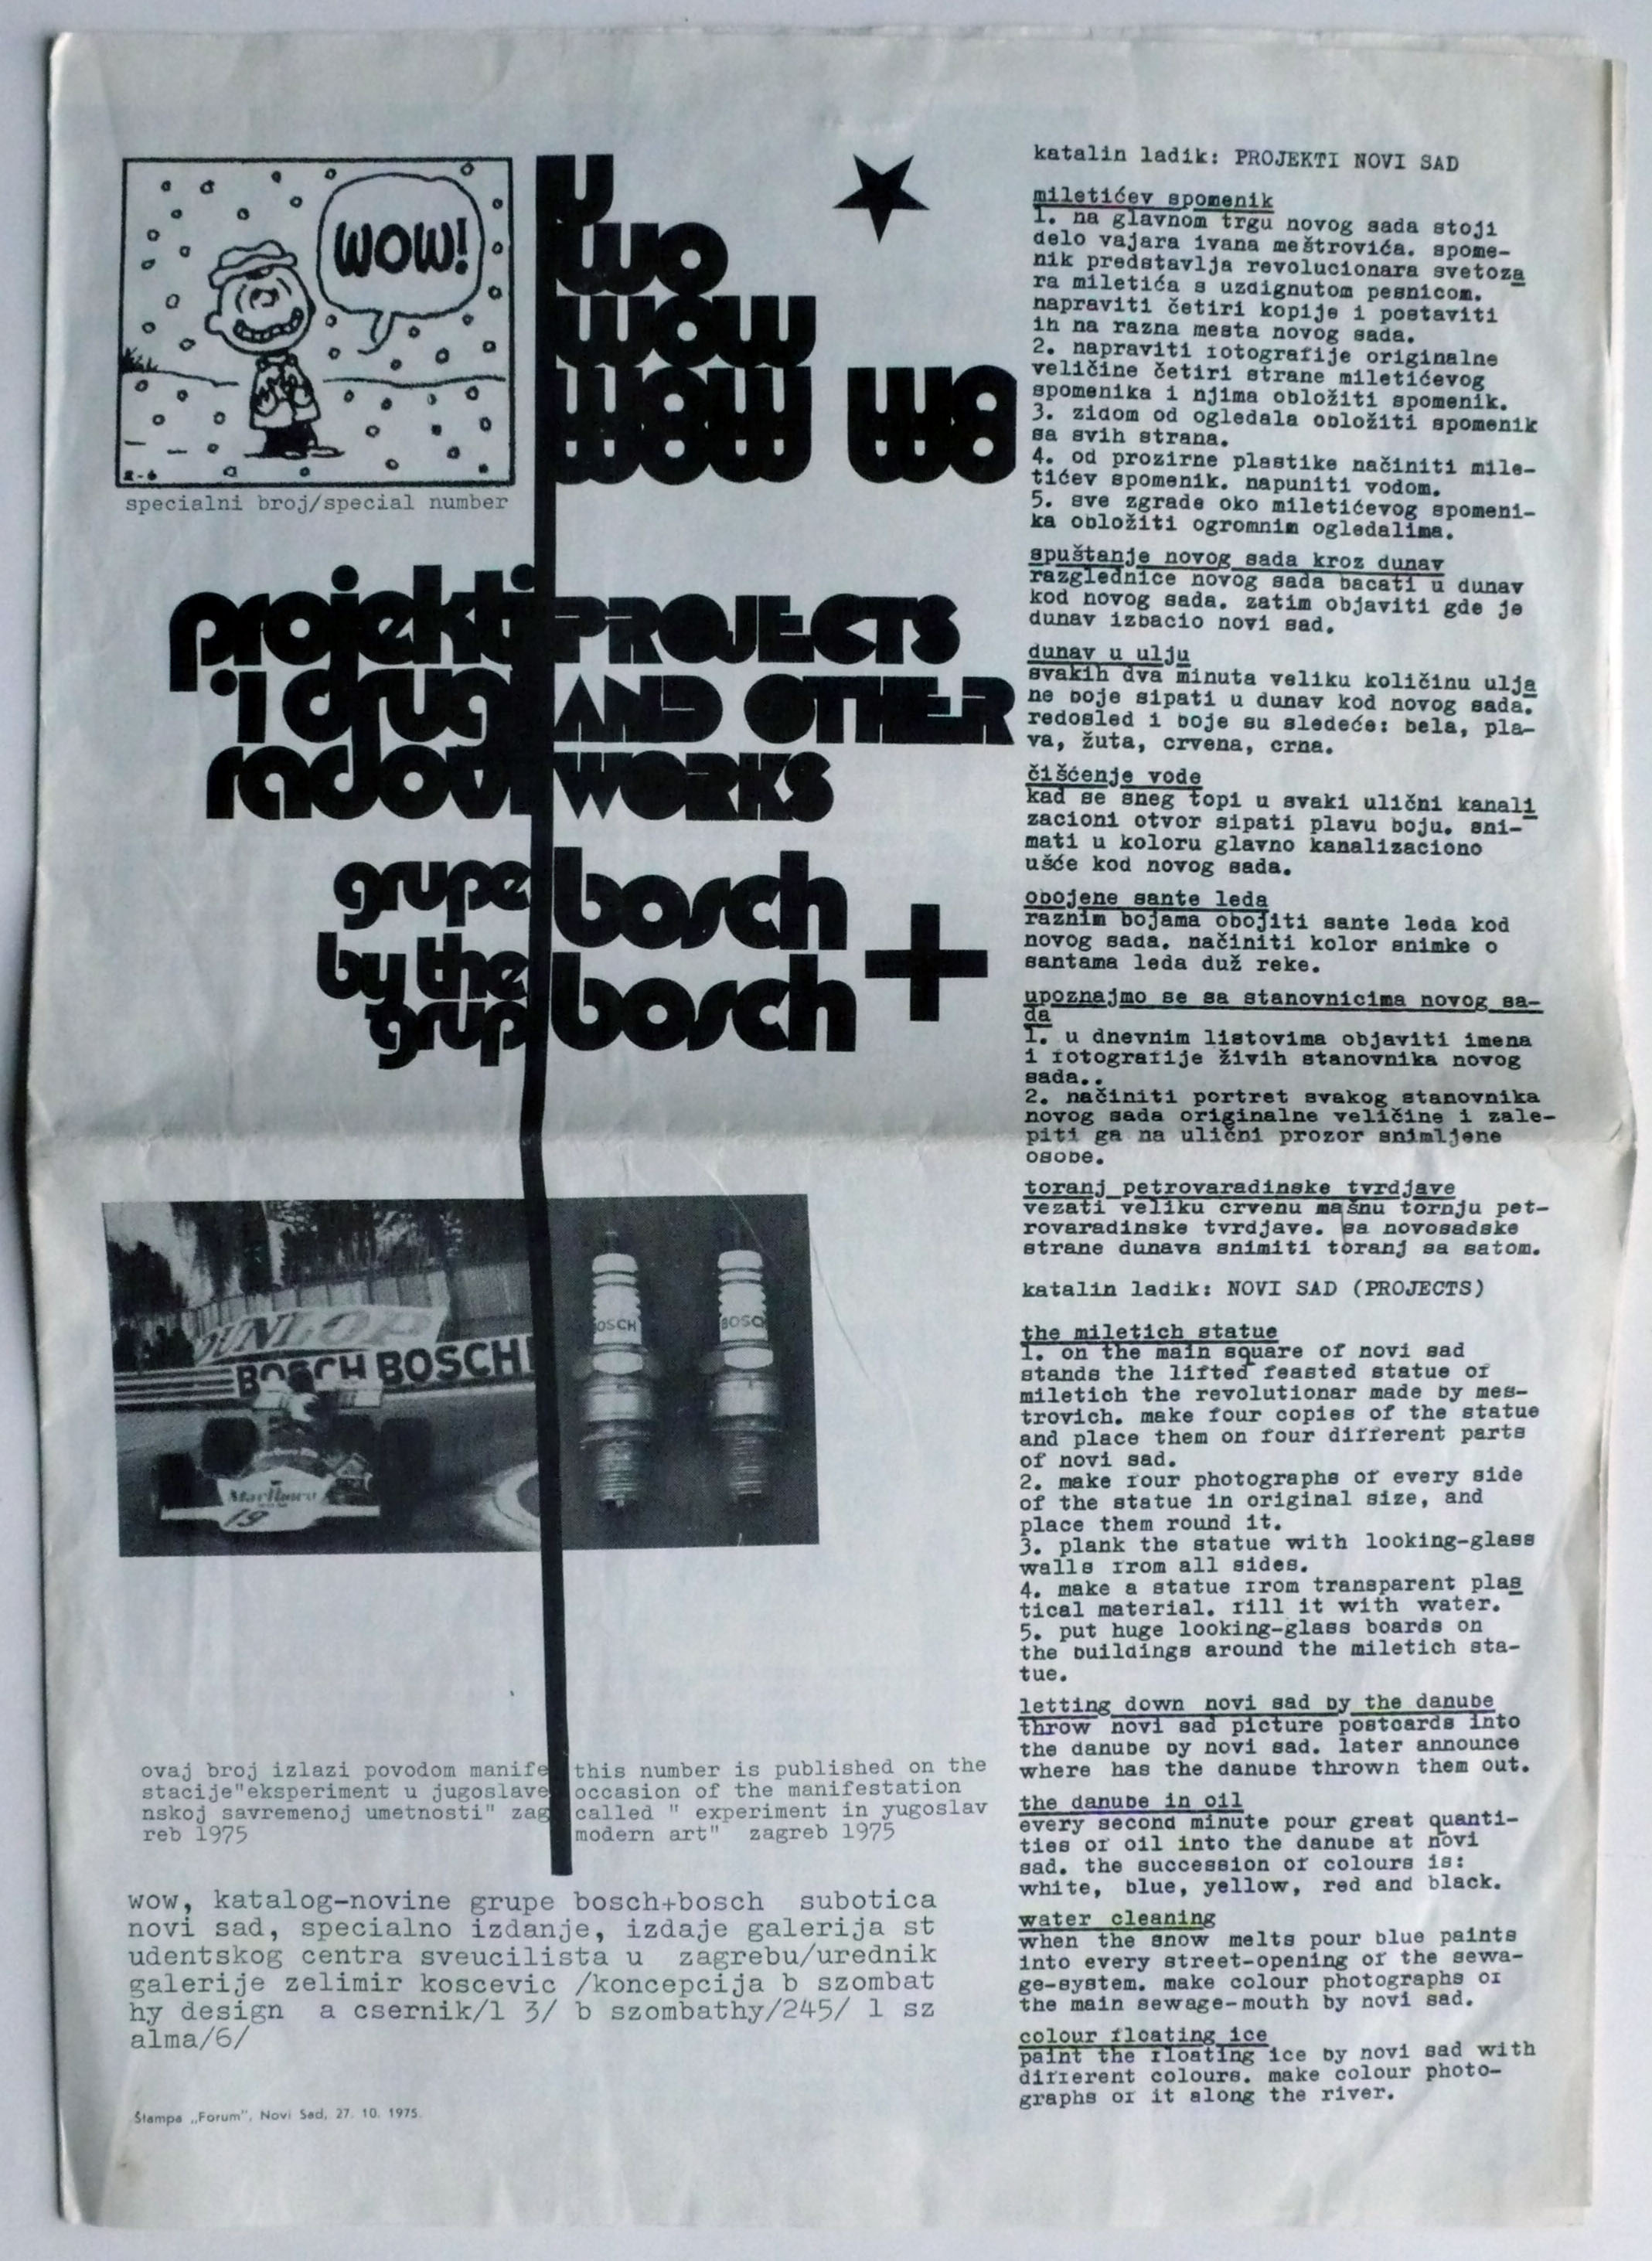 WOW!
2-6
specialni broj/special number
W
WO
WOW
WOW WO
projekti PROJECTS
i drugi AND OTHER
radovi WORKS
grupe bosch
by the
grup bosch +
DUNLOP
BOSCH BOSCH
Marlboro
19
BOSCH
BOSCH
ovaj broj izlazi povodom manife
stacije"eksperiment u jugoslave
nskoj savremenoj umetnosti" zag
reb 1975
this number is published on the
occasion of the manifestation
called " experiment in yugoslav
modern art" zagreb 1975
wow, katalog-novine grupe bosch+bosch subotica
novi sad, specialno izdanje, izdaje galerija st
udentskog centra sveucilista u zagrebu/urednik
galerije zelimir koscevic /koncepcija b szombat
hy design a csernik/1 3/ b szombathy/245/ l sz
alma/6/
Štampa „Forum", Novi Sad, 27. 10. 1975.
katalin ladik: PROJEKTI NOVI SAD
miletićev spomenik
1. na glavnom trgu novog sada stoji
delo vajara ivana meštrovića. spome-
nik predstavlja revolucionara svetoza
ra miletića s uzdignutom pesnicom.
napraviti četiri kopije i postaviti
ih na razna mesta novog sada.
2. napraviti fotografije originalne
veličine četiri strane miletićevog
spomenika i njima obložiti spomenik.
3. zidom od ogledala obložiti spomenik
sa svih strana.
4. od prozirne plastike načiniti mile-
tićev spomenik. napuniti vodom.
5. sve zgrade oko miletićevog spomeni-
ka obložiti ogromnim ogledalima.
spuštanje novog sada kroz dunav
razglednice novog sada bacati u dunav
kod novog sada. zatim objaviti gde je
dunav izbacio novi sad.
dunav u ulju
svakih dva minuta veliku količinu ulja
ne boje sipati u dunav kod novog sada.
redosled i boje su sledeće: bela, pla-
va, žuta, crvena, crna.
čišćenje vode
kad se sneg topi u svaki ulični kanali
zacioni otvor sipati plavu boju. sni-
mati u koloru glavno kanalizaciono
ušće kod novog sada.
obojene sante leda
raznim bojama obojiti sante leda kod
novog sada. načiniti kolor snimke o
santama leda duž reke.
upoznajmo se sa stanovnicima novog sa-
da
1. u dnevnim listovima objaviti imena
i fotografije živih stanovnika novog
sada..
2. načiniti portret svakog stanovnika
novog sada originalne veličine i zale-
piti ga na ulični prozor snimljene
osobe.
toranj petrovaradinske tvrdjave
vezati veliku crvenu mašnu tornju pet-
rovaradinske tvrdjave. sa novosadske
strane dunava snimiti toranj sa satom.
katalin ladik: NOVI SAD (PROJECTS)
the miletich statue
1. on the main square of novi sad
stands the lifted feasted statue of
miletich the revolutionar made by mes-
trovich. make four copies of the statue
and place them on four different parts
of novi sad.
2. make four photographs of every side
of the statue in original size, and
place them round it.
3. plank the statue with looking-glass
walls from all sides.
4. make a statue from transparent plas
tical material. fill it with water.
5. put huge looking-glass boards on
the buildings around the miletich sta-
tue.
letting down novi sad by the danube
throw novi sad picture postcards into
the danube by novi sad. later announce
where has the danube thrown them out.
the danube in oil
every second minute pour great quanti-
ties of oil into the danube at novi
sad. the succession of colours is:
white, blue, yellow, red and black.
water cleaning
when the snow melts pour blue paints
into every street-opening of the sewa-
ge-system. make colour photographs of
the main sewage-mouth by novi sad.
colour floating ice
paint the floating ice by novi sad with
different colours. make colour photo-
graphs of it along the river.